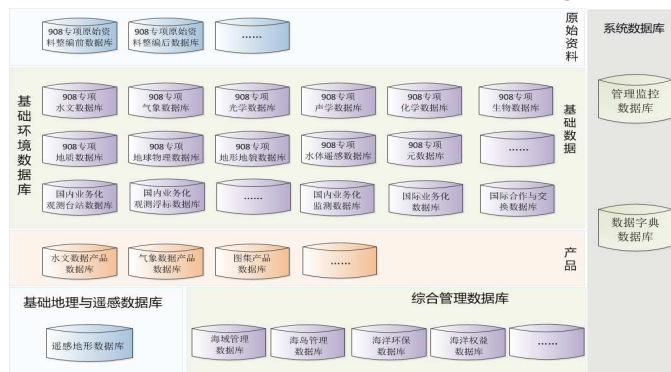 908专项原始资
料整编前数据库
908专项原始资
料整编后数据库
……
原始资料
系统数据库
管理监控
数据库
数据字典
数据库
基础环境数据库
908专项
水文数据库
908专项
气象数据库
908专项
光学数据库
908专项
声学数据库
908专项
化学数据库
908专项
生物数据库
908专项
地质数据库
908专项
地球物理数据库
908专项
地形地貌数据库
908专项
水体遥感数据库
908专项
元数据库
……
国内业务化
观测台站数据库
国内业务化
观测浮标数据库
……
国内业务化
监测数据库
国际业务化
数据库
国际合作与交
换数据库
基础数据
水文数据产品
数据库
气象数据产品
数据库
图集产品
数据库
……
产品
基础地理与遥感数据库
遥感地形数据库
综合管理数据库
海域管理
数据库
海岛管理
数据库
海洋环保
数据库
海洋权益
数据库
……